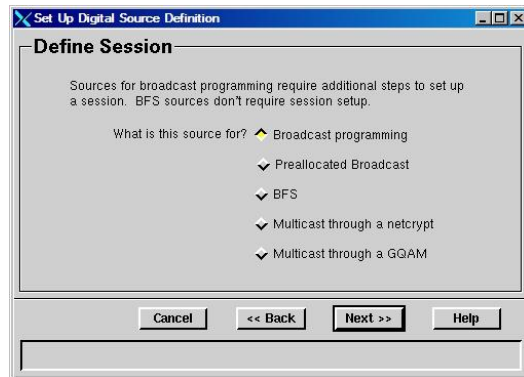 Set Up Digital Source Definition
Define Session
Sources for broadcast programming require additional steps to set up
a session. BFS sources don't require session setup.
What is this source for? Broadcast programming
Preallocated Broadcast
BFS
Multicast through a netcrypt
Multicast through a GQAM
Cancel << Back Next >> Help